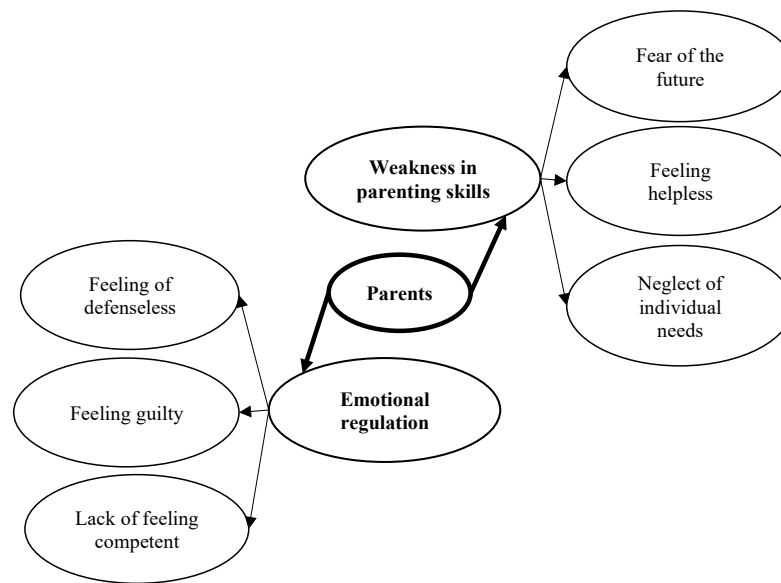 Fear of the
future
Weakness in
parenting skills
Feeling
helpless
Feeling of
defenseless
Parents
Neglect of
individual
needs
Feeling guilty
Emotional
regulation
Lack of feeling
competent